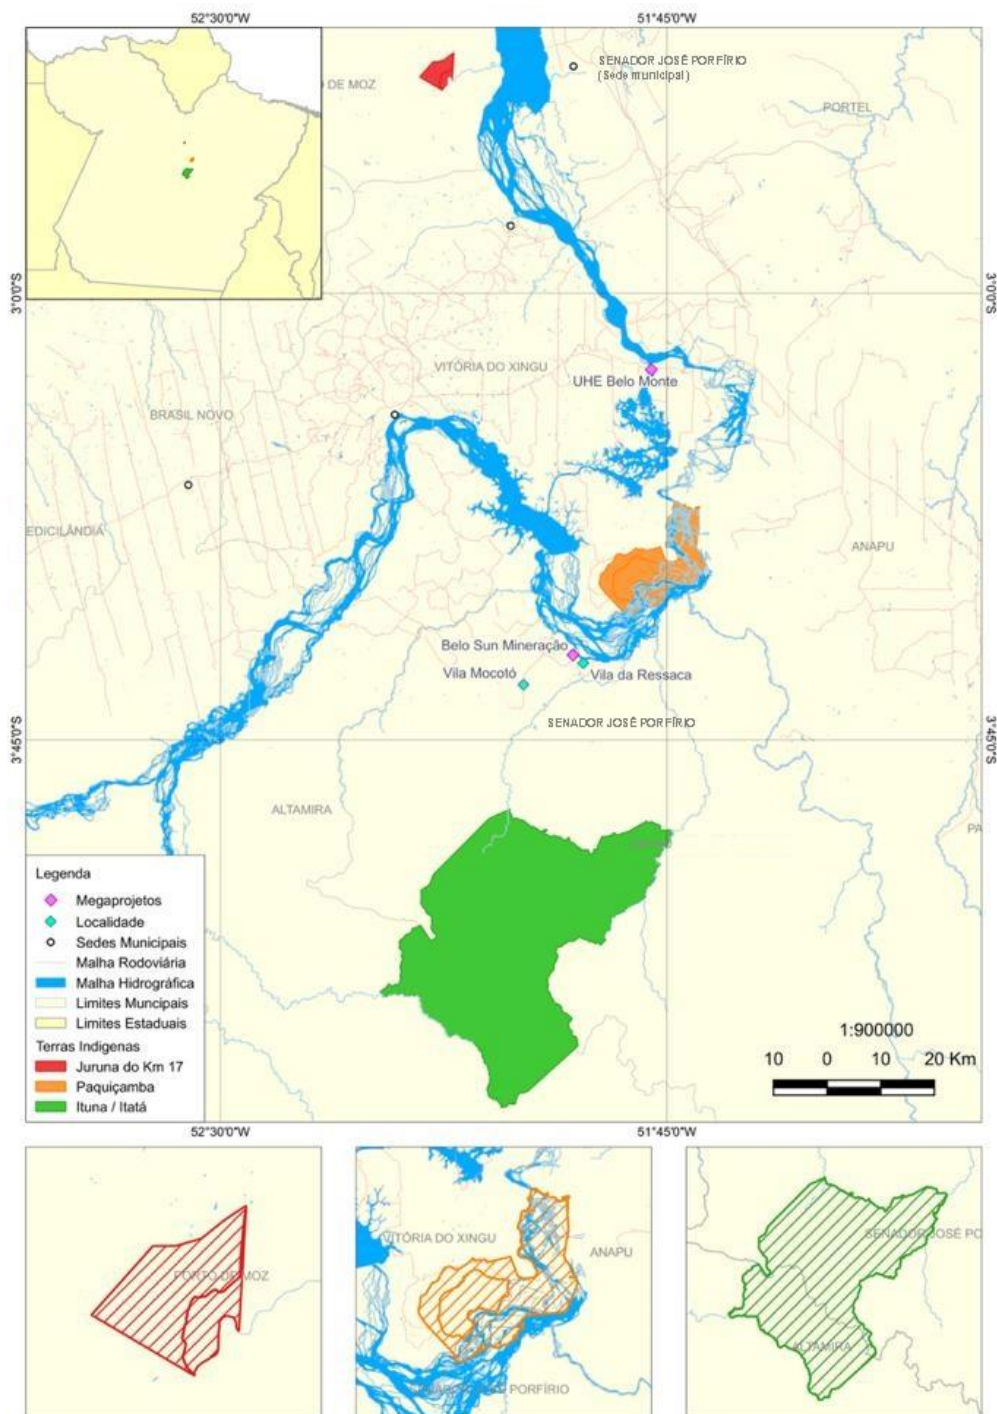 52°30'0"W
51°45'0"W
SENADOR JOSÉ PORFÍRIO
(Sede municipal)
DE MOZ
PORTEL
3°0'0"S
3°0'0"S
VITÓRIA DO XINGU
UHE Belo Monte
BRASIL NOVO
EDICILÂNDIA
ANAPU
Belo Sun Mineração
Vila Mocotó
Vila da Ressaca
SENADOR JOSÉ PORFÍRIO
3°45'0"S
3°45'0"S
ALTAMIRA
PA
Legenda
Megaprojetos
Localidade
Sedes Municipais
Malha Rodoviária
Malha Hidrográfica
Limites Muncipais
Limites Estaduais
Terras Indigenas
Juruna do Km 17
Paquiçamba
Ituna / Itatá
1:900000
10 0 10 20 Km
52°30'0"W
51°45'0"W
PORTO DE MOZ
VITÓRIA DO XINGU
ANAPU
PORFÍRIO
SENADOR JOSÉ PO
ALTAMIRA